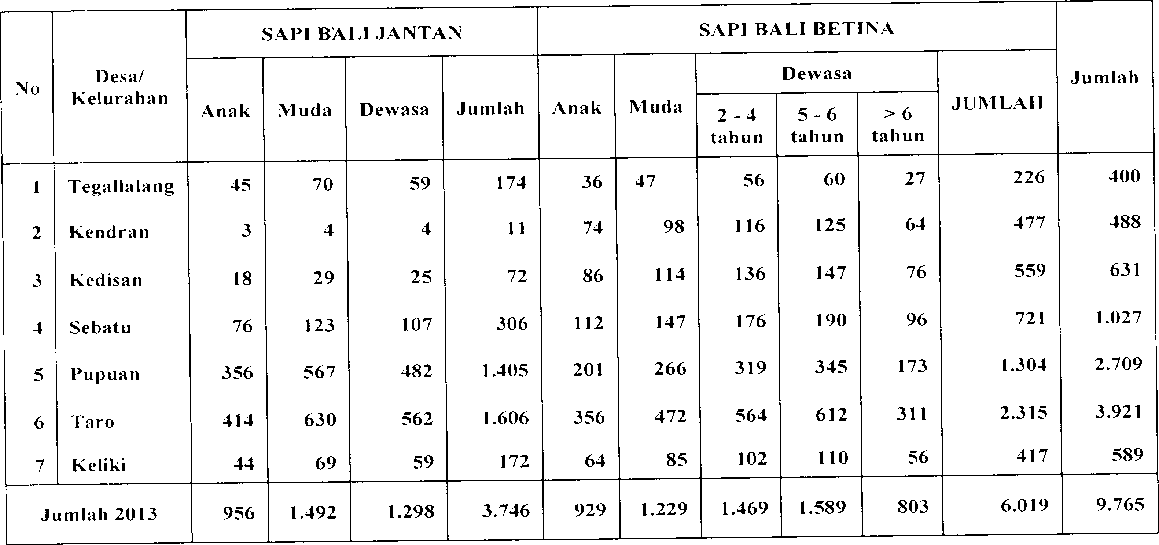 SAPI BALI JANTAN SAPI BALI BETINA
No Desa/ Kelurahan Anak Muda Dewasa Jumlah Anak Muda Dewasa JUMLAH Jumlah
2 - 4 tahun 5 - 6 tahun > 6 tahun
1 Tegallalang 45 70 59 174 36 47 56 60 27 226 400
2 Kendran 3 4 4 11 74 98 116 125 64 477 488
3 Kedisan 18 29 25 72 86 114 136 147 76 559 631
4 Sebatu 76 123 107 306 112 147 176 190 96 721 1.027
5 Pupuan 356 567 482 1.405 201 266 319 345 173 1.304 2.709
6 Taro 414 630 562 1.606 356 472 564 612 311 2.315 3.921
7 Keliki 44 69 59 172 64 85 102 110 56 417 589
Jumlah 2013 956 1.492 1.298 3.746 929 1.229 1.469 1.589 803 6.019 9.765